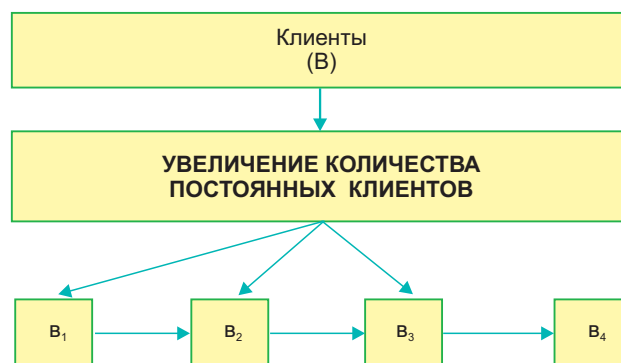 Клиенты
(В)
УВЕЛИЧЕНИЕ КОЛИЧЕСТВА
ПОСТОЯННЫХ КЛИЕНТОВ
В₁ В₂ В₃ В₄